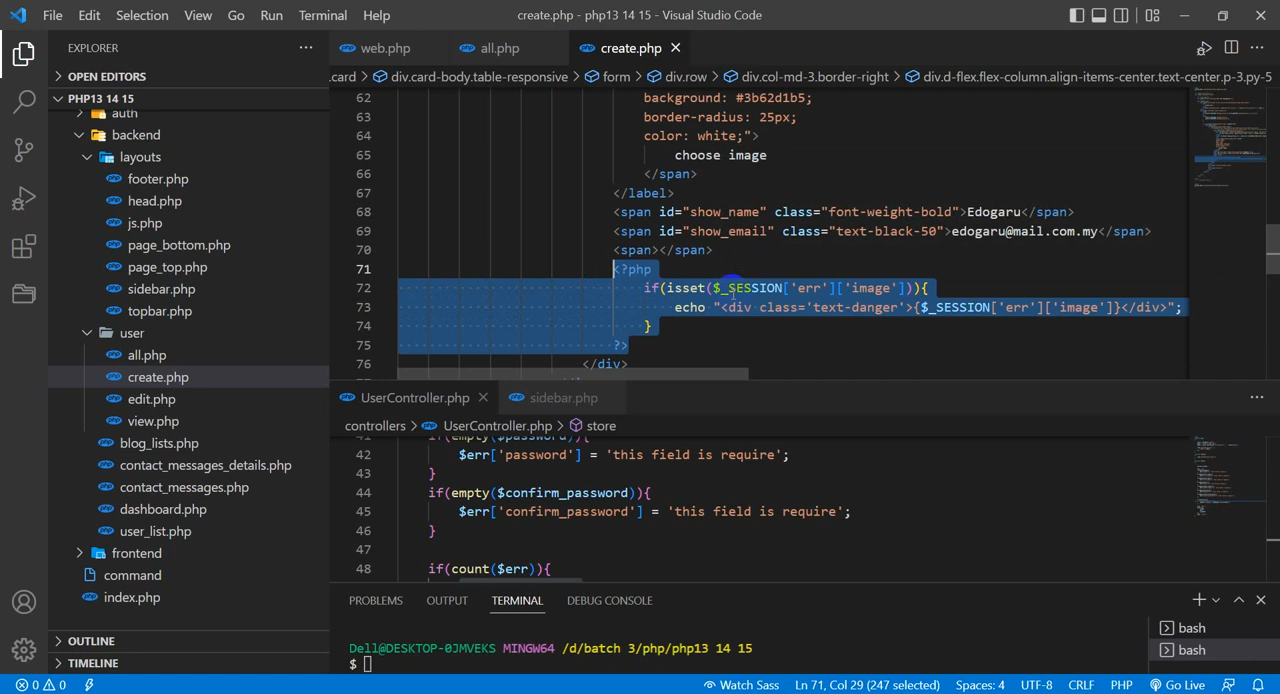 File Edit Selection View Go Run Terminal Help create.php - php13 14 15 - Visual Studio Code
EXPLORER
web.php all.php create.php
OPEN EDITORS
.card > div.card-body.table-responsive > form > div.row > div.col-md-3.border-right > div.d-flex.flex-column.align-items-center.text-center.p-3.py-5
PHP13 14 15
auth
backend
layouts
footer.php
head.php
js.php
page_bottom.php
page_top.php
sidebar.php
topbar.php
user
all.php
create.php
edit.php
view.php
blog_lists.php
contact_messages_details.php
contact_messages.php
dashboard.php
user_list.php
frontend
command
index.php
OUTLINE
TIMELINE
62 background: #3b62d1b5;
63 border-radius: 25px;
64 color: white;">
65 choose image
66 </span>
67 </label>
68 <span id="show_name" class="font-weight-bold">Edogaru</span>
69 <span id="show_email" class="text-black-50">edogaru@mail.com.my</span>
70 <span></span>
71 <?php
72 if(isset($_SESSION['err']['image'])){
73 echo "<div class='text-danger'>{$_SESSION['err']['image']}</div>";
74 }
75 ?>
76 </div>
UserController.php sidebar.php
controllers > UserController.php > store
41 if(empty($password)){
42 $err['password'] = 'this field is require';
43 }
44 if(empty($confirm_password)){
45 $err['confirm_password'] = 'this field is require';
46 }
47
48 if(count($err)){
PROBLEMS OUTPUT TERMINAL DEBUG CONSOLE
Dell@DESKTOP-0JMVEKS MINGW64 /d/batch 3/php/php13 14 15
$
bash
bash
0 0 Watch Sass Ln 71, Col 29 (247 selected) Spaces: 4 UTF-8 CRLF PHP Go Live